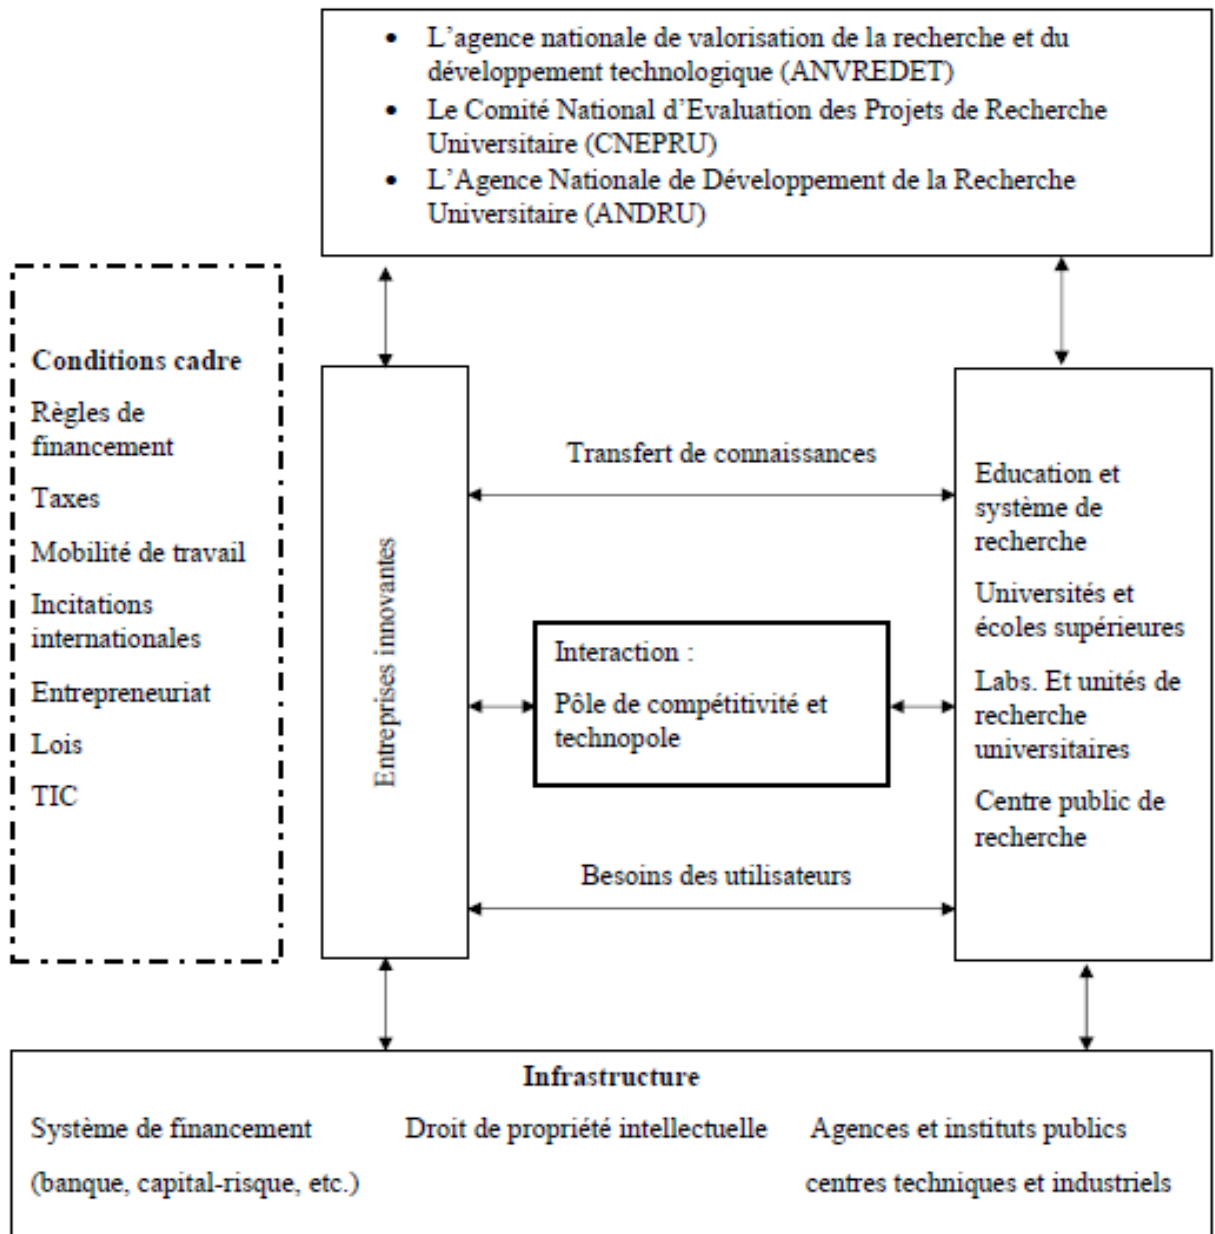 • L’agence nationale de valorisation de la recherche et du
développement technologique (ANVREDET)
• Le Comité National d’Evaluation des Projets de Recherche
Universitaire (CNEPRU)
• L’Agence Nationale de Développement de la Recherche
Universitaire (ANDRU)
Conditions cadre
Règles de
financement
Taxes
Mobilité de travail
Incitations
internationales
Entrepreneuriat
Lois
TIC
Entreprises innovantes
Transfert de connaissances
Interaction :
Pôle de compétitivité et
technopole
Besoins des utilisateurs
Education et
système de
recherche
Universités et
écoles supérieures
Labs. Et unités de
recherche
universitaires
Centre public de
recherche
Infrastructure
Système de financement
(banque, capital-risque, etc.)
Droit de propriété intellectuelle
Agences et instituts publics
centres techniques et industriels